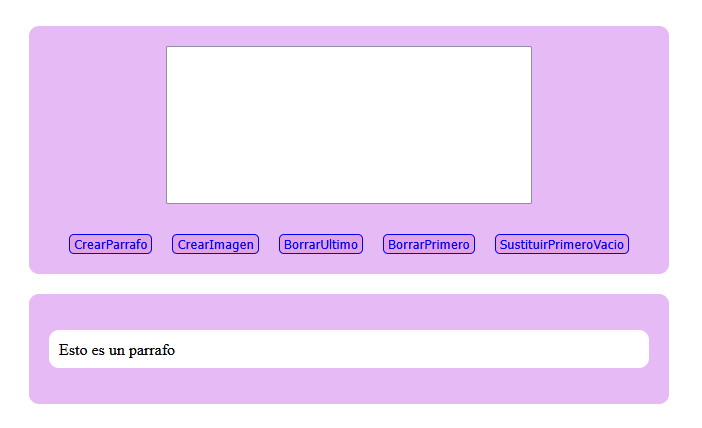 CrearParrafo CrearImagen BorrarUltimo BorrarPrimero SustituirPrimeroVacio
Esto es un parrafo